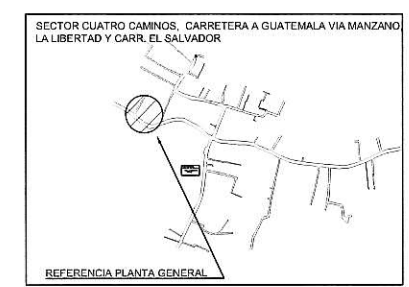 SECTOR CUATRO CAMINOS, CARRETERA A GUATEMALA VIA MANZANO,
LA LIBERTAD Y CARR. EL SALVADOR
REFERENCIA PLANTA GENERAL